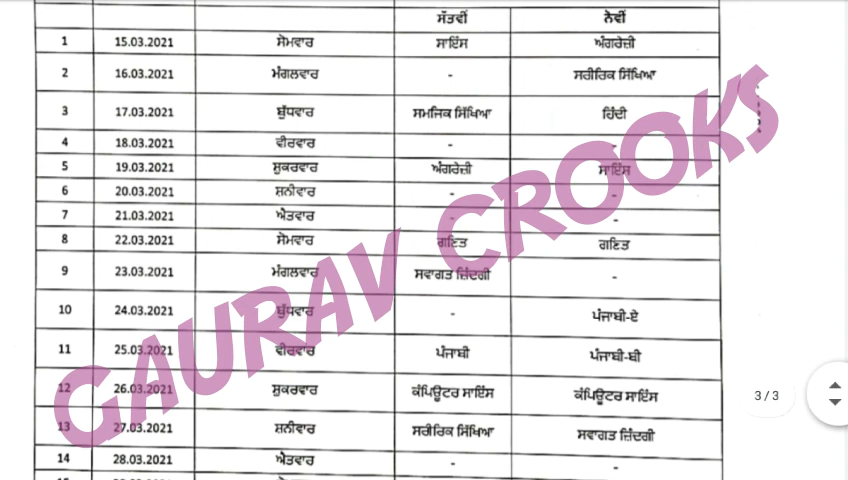 ਸੱਤਵੀਂ ਨੇਵੀਂ
1 15.03.2021 ਸੋਮਵਾਰ ਸਾਇੰਸ ਅੰਗਰੇਜ਼ੀ
2 16.03.2021 ਮੰਗਲਵਾਰ - ਸਰੀਰਿਕ ਸਿੱਖਿਆ
3 17.03.2021 ਬੁੱਧਵਾਰ ਸਮਜਿਕ ਸਿੱਖਿਆ ਹਿੰਦੀ
4 18.03.2021 ਵੀਰਵਾਰ - -
5 19.03.2021 ਸ਼ੁਕਰਵਾਰ ਅੰਗਰੇਜ਼ੀ ਸਾਇੰਸ
6 20.03.2021 ਸ਼ਨੀਵਾਰ - -
7 21.03.2021 ਐਤਵਾਰ - -
8 22.03.2021 ਸੋਮਵਾਰ ਗਣਿਤ ਗਣਿਤ
9 23.03.2021 ਮੰਗਲਵਾਰ ਸਵਾਗਤ ਜ਼ਿੰਦਗੀ -
10 24.03.2021 ਬੁੱਧਵਾਰ - ਪੰਜਾਬੀ-ਏ
11 25.03.2021 ਵੀਰਵਾਰ ਪੰਜਾਬੀ ਪੰਜਾਬੀ-ਬੀ
12 26.03.2021 ਸ਼ੁਕਰਵਾਰ ਕੰਪਿਊਟਰ ਸਾਇੰਸ ਕੰਪਿਊਟਰ ਸਾਇੰਸ
13 27.03.2021 ਸ਼ਨੀਵਾਰ ਸਰੀਰਿਕ ਸਿੱਖਿਆ ਸਵਾਗਤ ਜ਼ਿੰਦਗੀ
14 28.03.2021 ਐਤਵਾਰ - -
GAURAV CROOKS
3 / 3